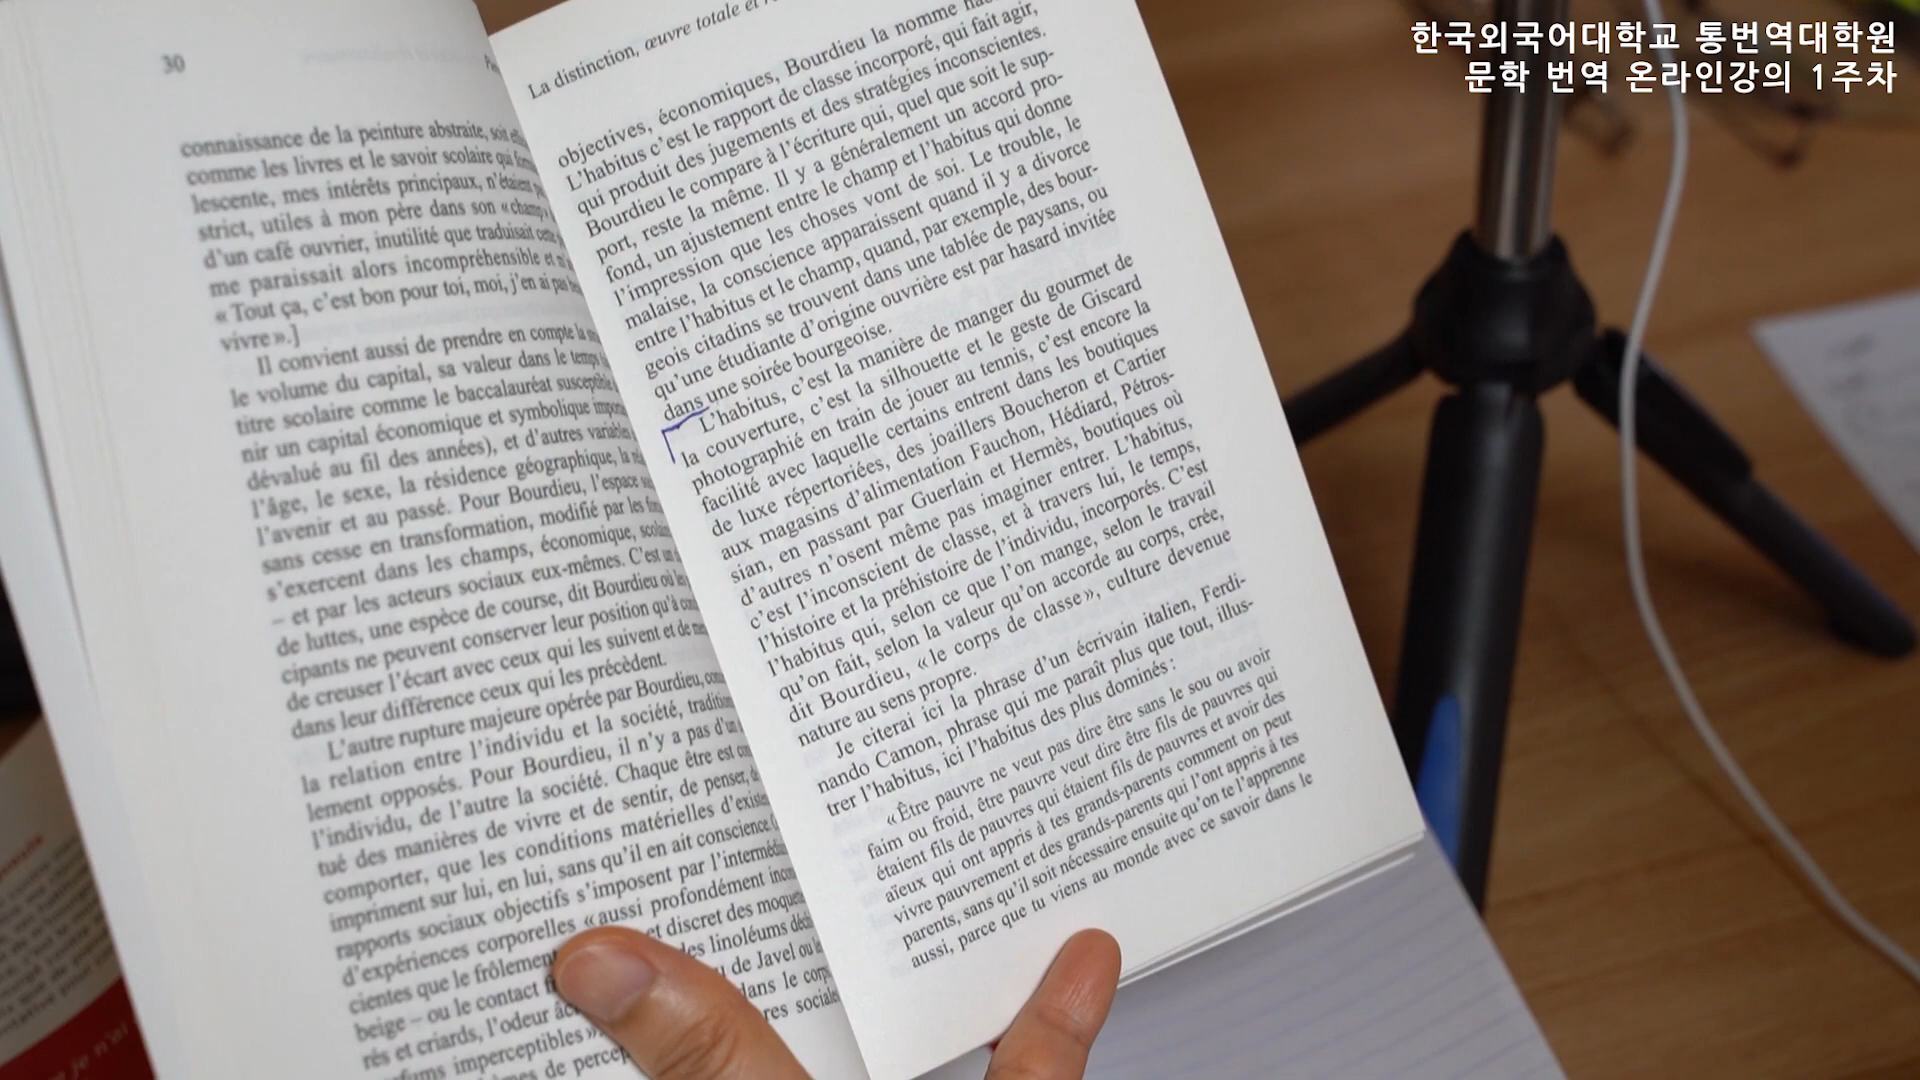 한국외국어대학교 통번역대학원
문학 번역 온라인강의 1주차
30
connaissance de la peinture abstraite, soit
comme les livres et le savoir scolaire qui
lescente, mes intérêts principaux, n'étaient
strict, utiles à mon père dans son « champ »
d'un café ouvrier, inutilité que traduisait cette
me paraissait alors incompréhensible et
« Tout ça, c'est bon pour toi, moi, j'en ai pas
vivre ».]
Il convient aussi de prendre en compte la
le volume du capital, sa valeur dans le temps
titre scolaire comme le baccalauréat susceptible
nir un capital économique et symbolique
dévalué au fil des années), et d'autres variables
l'âge, le sexe, la résidence géographique, la
l'avenir et au passé. Pour Bourdieu, l'espace
sans cesse en transformation, modifié par les
s'exercent dans les champs, économique,
– et par les acteurs sociaux eux-mêmes. C'est un
de luttes, une espèce de course, dit Bourdieu où les
cipants ne peuvent conserver leur position qu'à
de creuser l'écart avec ceux qui les suivent et de
dans leur différence ceux qui les précèdent.
L'autre rupture majeure opérée par Bourdieu,
la relation entre l'individu et la société,
lement opposés. Pour Bourdieu, il n'y a pas d'un
l'individu, de l'autre la société. Chaque être est
tué des manières de vivre et de sentir, de penser,
comporter, que les conditions matérielles
impriment sur lui, en lui, sans qu'il en ait conscience.
rapports sociaux objectifs s'imposent par
d'expériences corporelles « aussi profondément
cientes que le frôlement et discret des
beige – ou le contact des linoléums
rés et criards, l'odeur de Javel
imperceptibles » dans le
de
La distinction, œuvre totale et
objectives, économiques, Bourdieu la nomme
L'habitus c'est le rapport de classe incorporé, qui fait agir,
qui produit des jugements et des stratégies inconscientes.
Bourdieu le compare à l'écriture qui, quel que soit le sup-
port, reste la même. Il y a généralement un accord pro-
fond, un ajustement entre le champ et l'habitus qui donne
l'impression que les choses vont de soi. Le trouble, le
malaise, la conscience apparaissent quand il y a divorce
entre l'habitus et le champ, quand, par exemple, des bour-
geois citadins se trouvent dans une tablée de paysans, ou
qu'une étudiante d'origine ouvrière est par hasard invitée
dans une soirée bourgeoise.
L'habitus, c'est la manière de manger du gourmet de
la couverture, c'est la silhouette et le geste de Giscard
photographié en train de jouer au tennis, c'est encore la
facilité avec laquelle certains entrent dans les boutiques
de luxe répertoriées, des joaillers Boucheron et Cartier
aux magasins d'alimentation Fauchon, Hédiard, Pétros-
sian, en passant par Guerlain et Hermès, boutiques où
d'autres n'osent même pas imaginer entrer. L'habitus,
c'est l'inconscient de classe, et à travers lui, le temps,
l'histoire et la préhistoire de l'individu, incorporés. C'est
l'habitus qui, selon ce que l'on mange, selon le travail
qu'on fait, selon la valeur qu'on accorde au corps, crée,
dit Bourdieu, « le corps de classe », culture devenue
nature au sens propre.
Je citerai ici la phrase d'un écrivain italien, Ferdi-
nando Camon, phrase qui me paraît plus que tout, illus-
trer l'habitus, ici l'habitus des plus dominés :
« Être pauvre ne veut pas dire être sans le sou ou avoir
faim ou froid, être pauvre veut dire être fils de pauvres qui
étaient fils de pauvres qui étaient fils de pauvres et avoir des
aïeux qui ont appris à tes grands-parents comment on peut
vivre pauvrement et des grands-parents qui l'ont appris à tes
parents, sans qu'il soit nécessaire ensuite qu'on te l'apprenne
aussi, parce que tu viens au monde avec ce savoir dans le